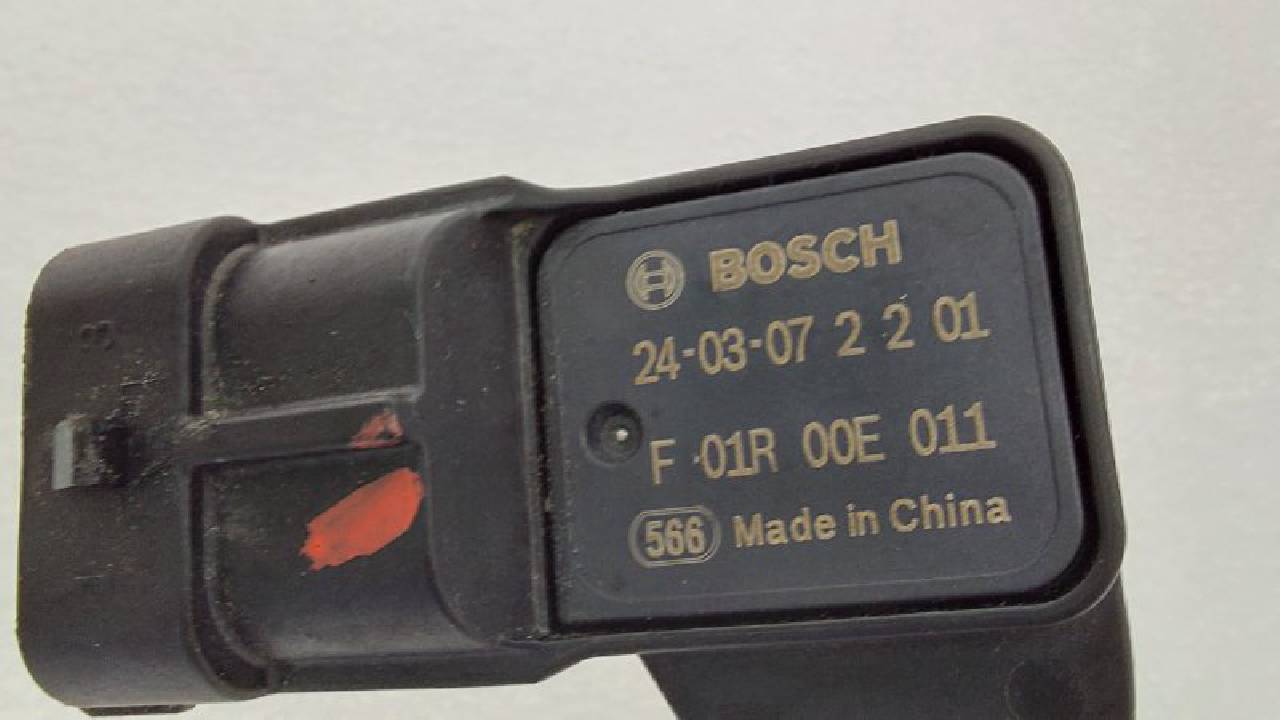 BOSCH
24-03-07 2 2 01
F 01R 00E 011
566 Made in China